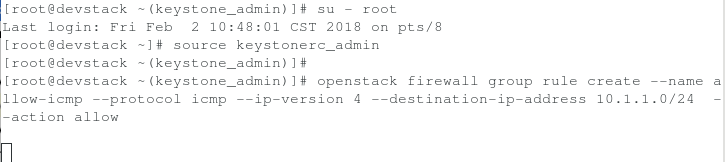 [root@devstack ~(keystone_admin)]# su - root
Last login: Fri Feb  2 10:48:01 CST 2018 on pts/8
[root@devstack ~]# source keystonerc_admin
[root@devstack ~(keystone_admin)]#
[root@devstack ~(keystone_admin)]# openstack firewall group rule create --name a
llow-icmp --protocol icmp --ip-version 4 --destination-ip-address 10.1.1.0/24  -
-action allow